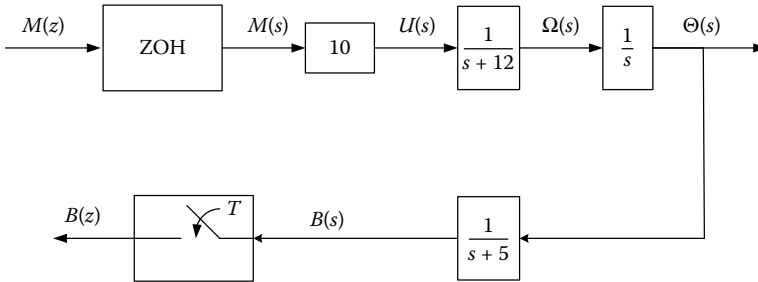 M(z)
ZOH
M(s)
10
U(s)
1
s + 12
Ω(s)
1
s
Θ(s)
B(z)
T
B(s)
1
s + 5